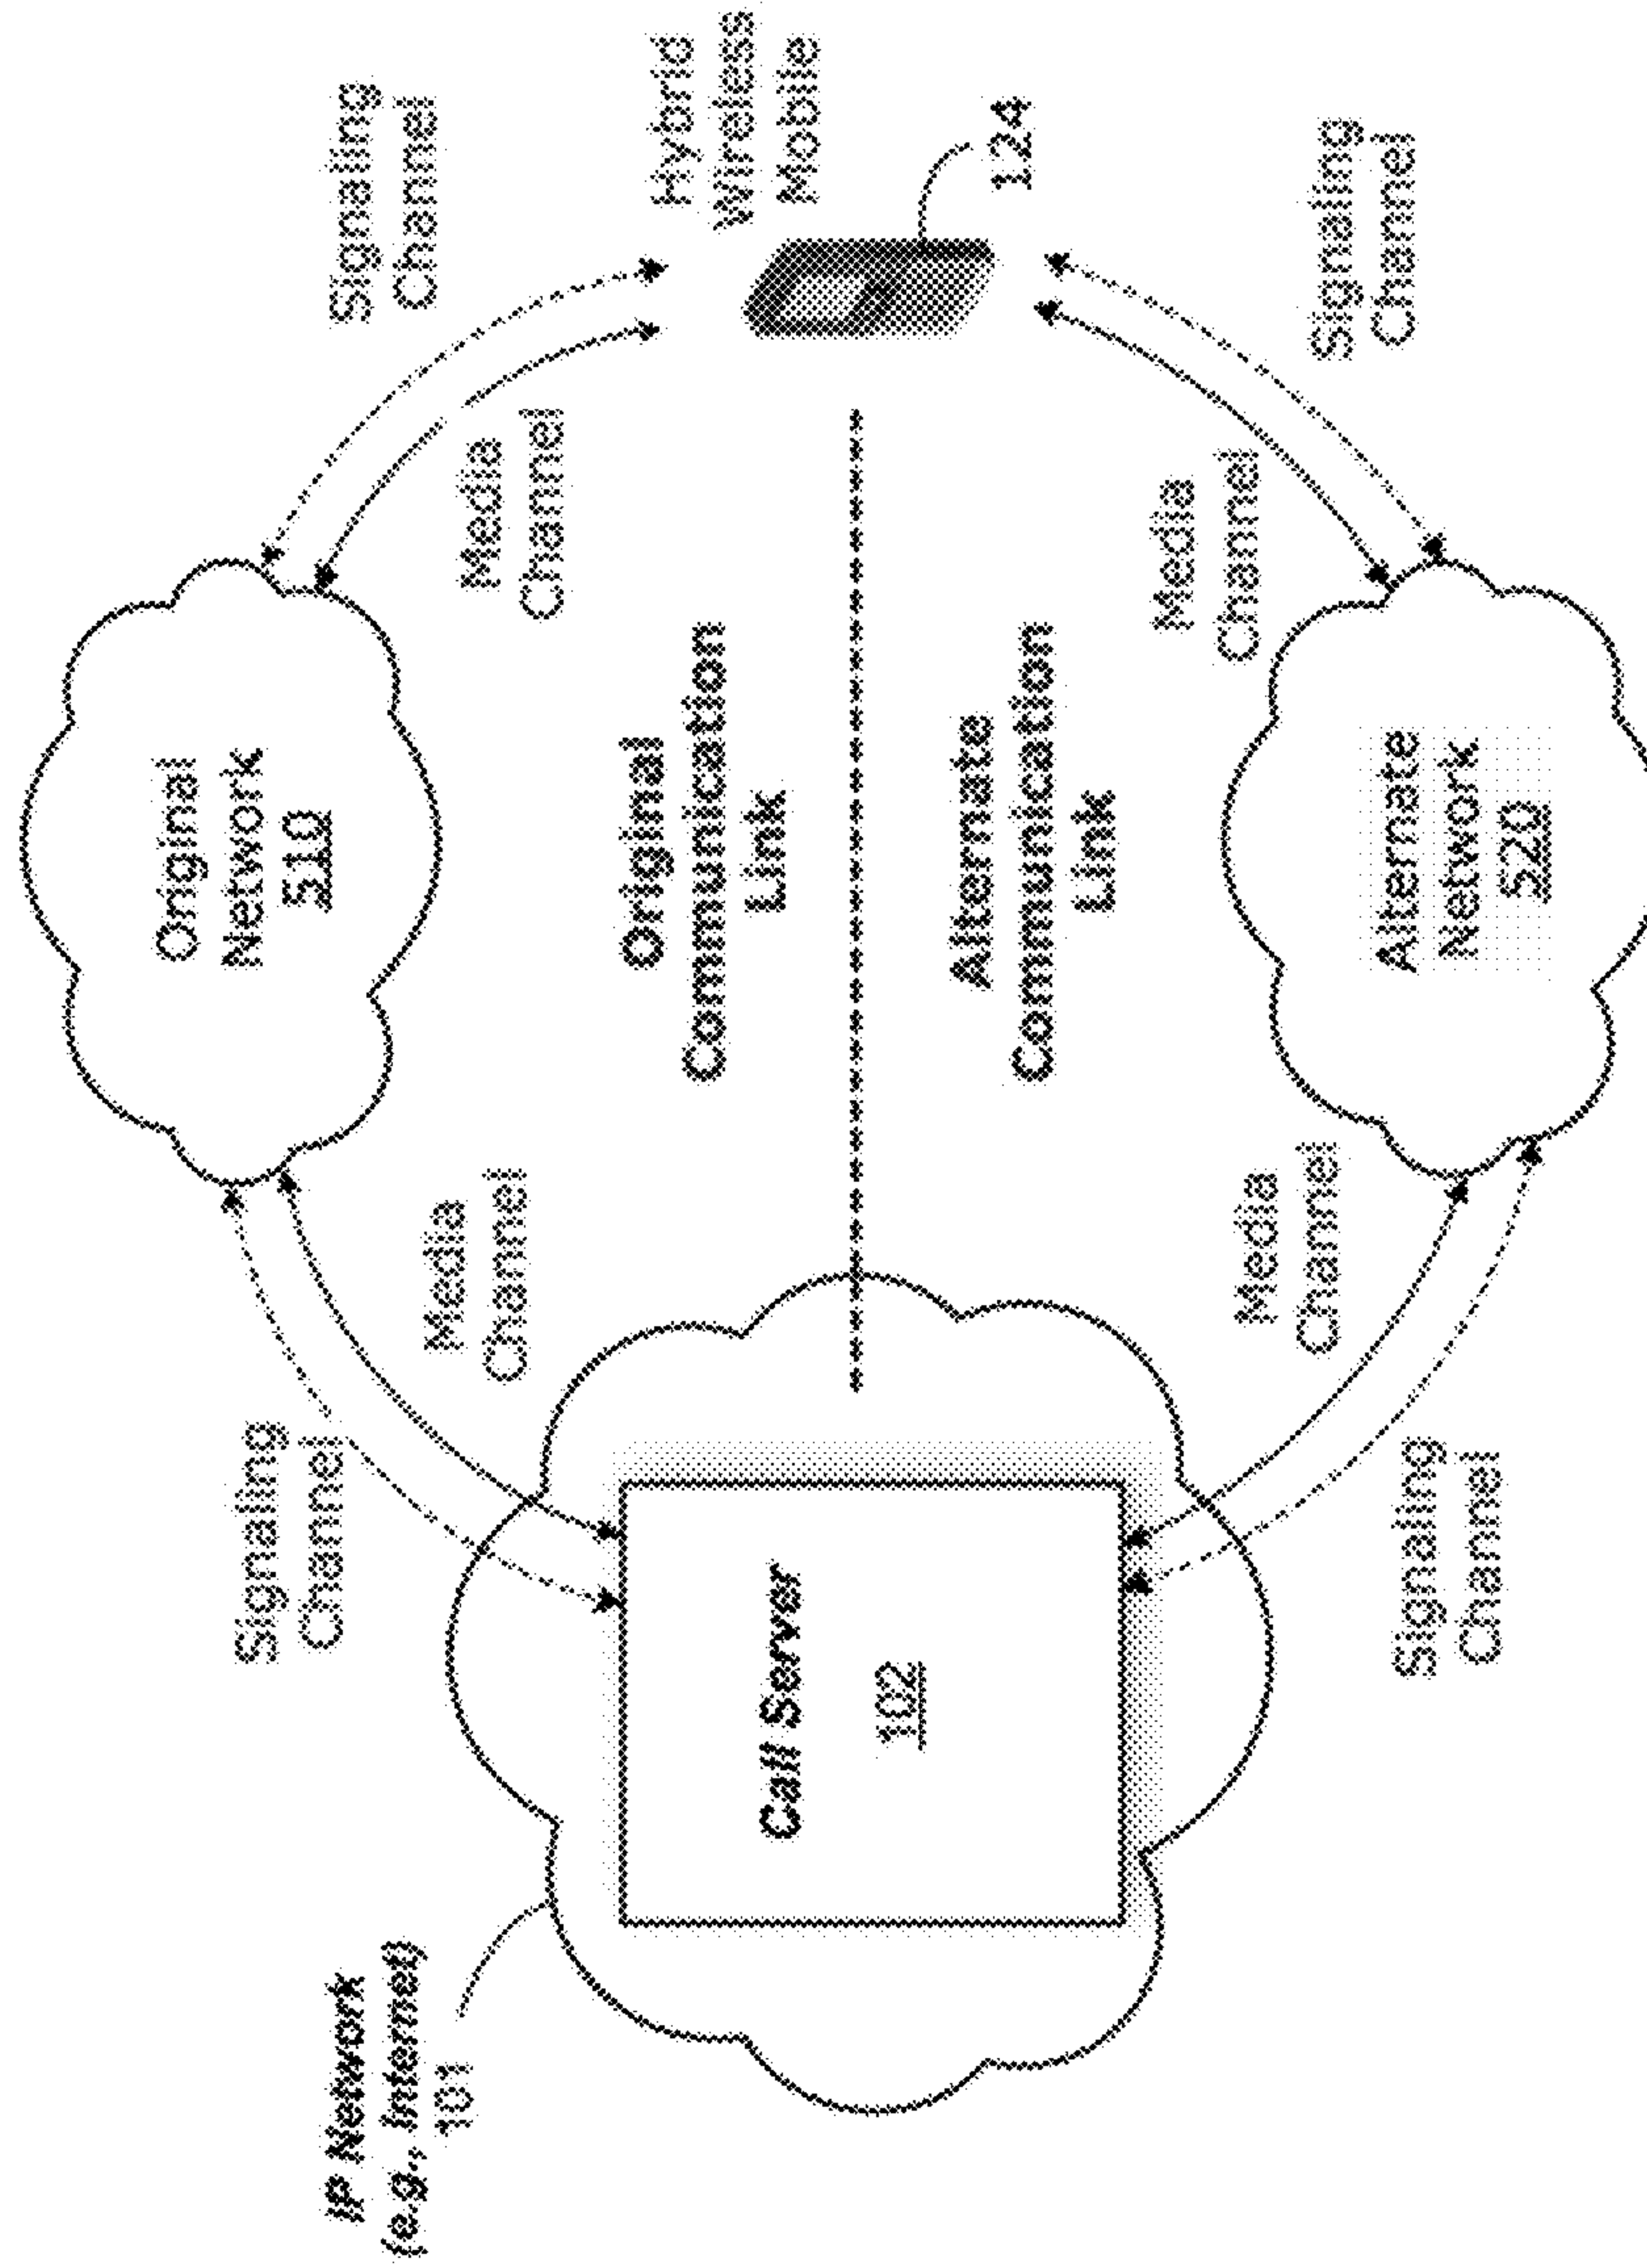 Signaling
Channel
Original
Network
510
Signaling
Channel
Media
Channel
Media
Channel
Hybrid
Wireless
Mobile
124
IP Network
(e.g., Internet)
101
Call Server
102
Original
Communication
Link
Alternate
Communication
Link
Media
Channel
Media
Channel
Signaling
Channel
Alternate
Network
520
Signaling
Channel